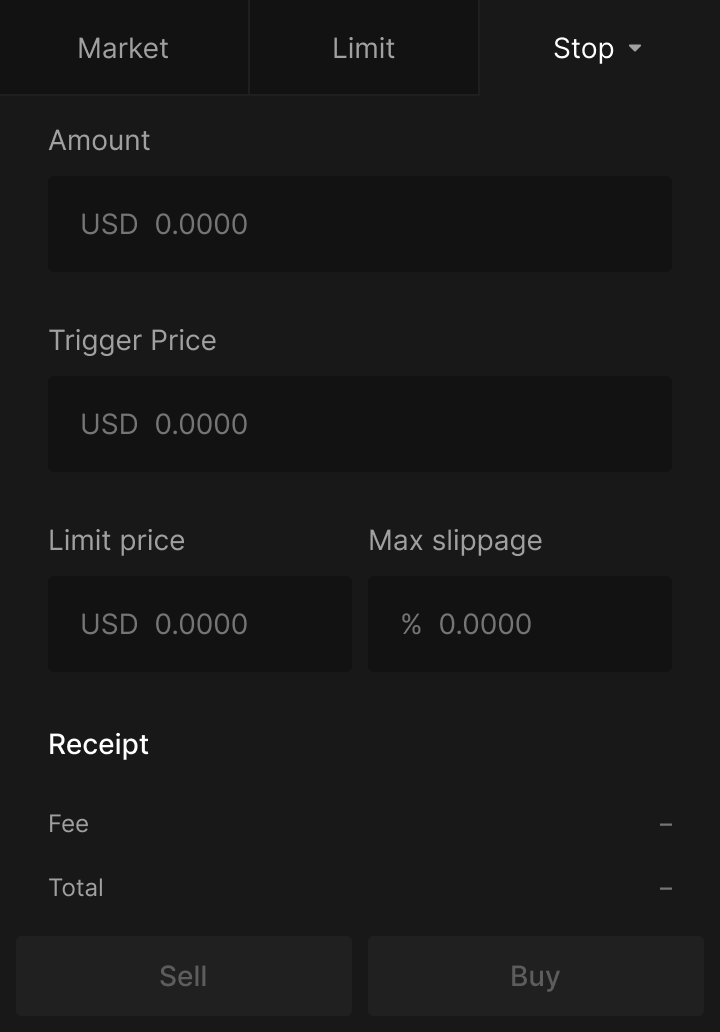 Market Limit Stop
Amount
USD 0.0000
Trigger Price
USD 0.0000
Limit price Max slippage
USD 0.0000 % 0.0000
Receipt
Fee –
Total –
Sell Buy